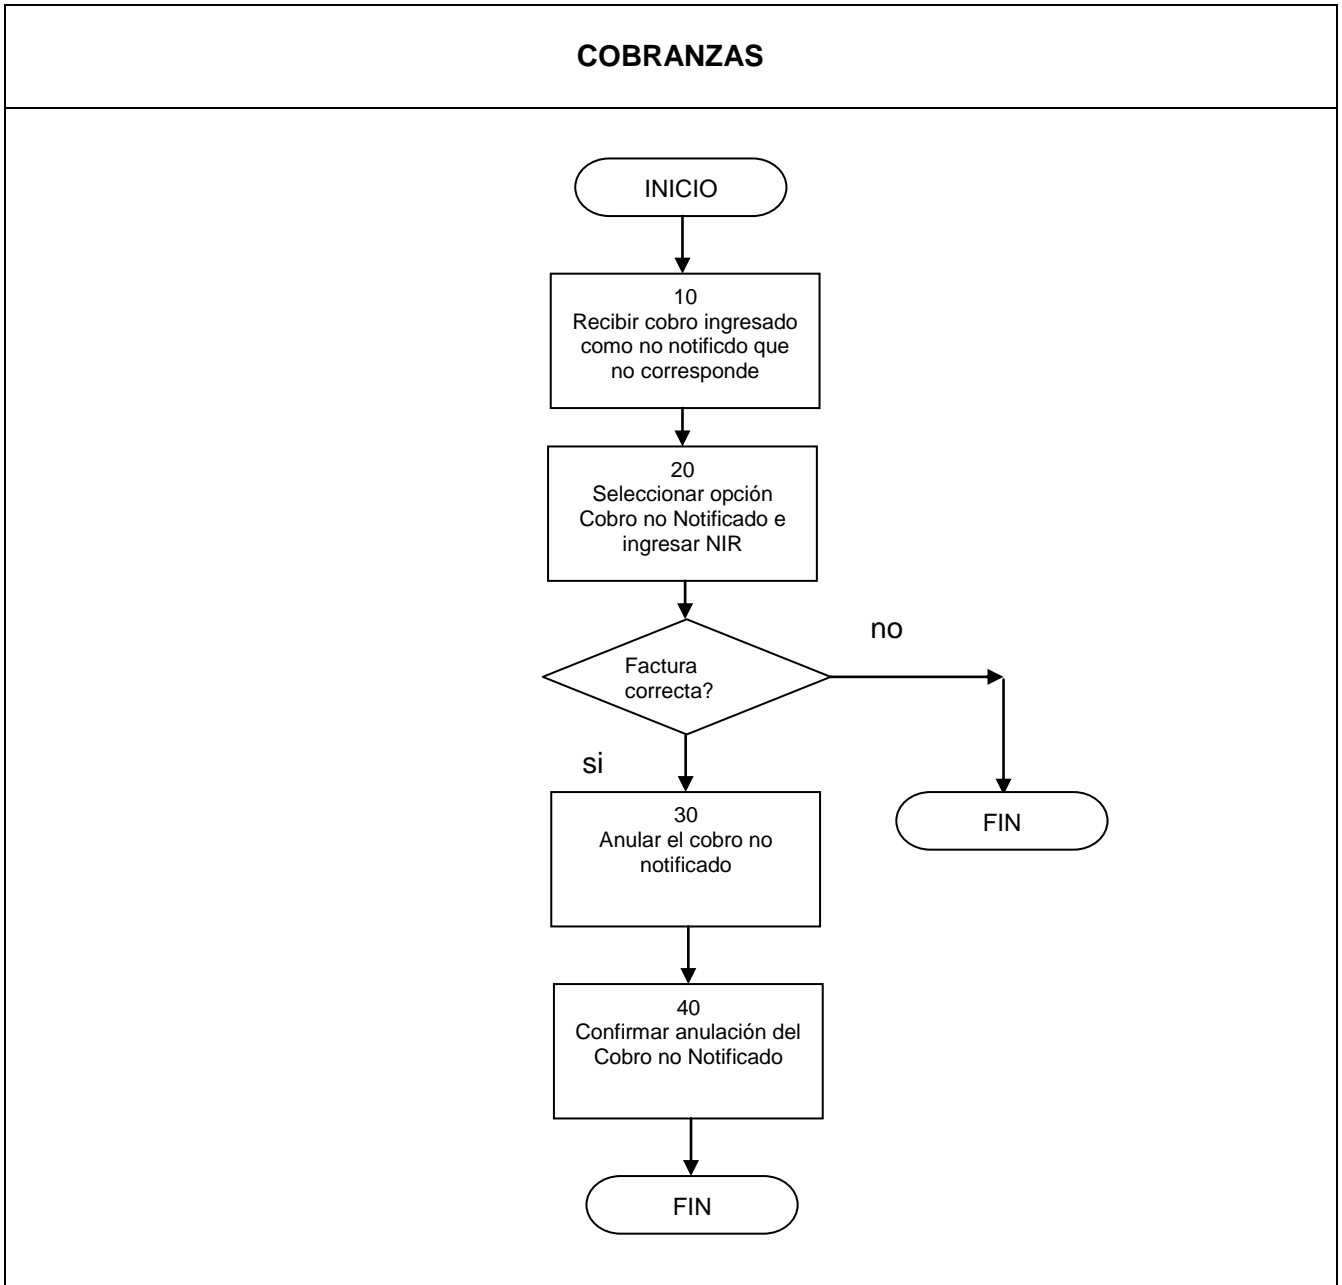 COBRANZAS
INICIO
10
Recibir cobro ingresado
como no notificdo que
no corresponde
20
Seleccionar opción
Cobro no Notificado e
ingresar NIR
Factura
correcta?
no
si
30
Anular el cobro no
notificado
FIN
40
Confirmar anulación del
Cobro no Notificado
FIN